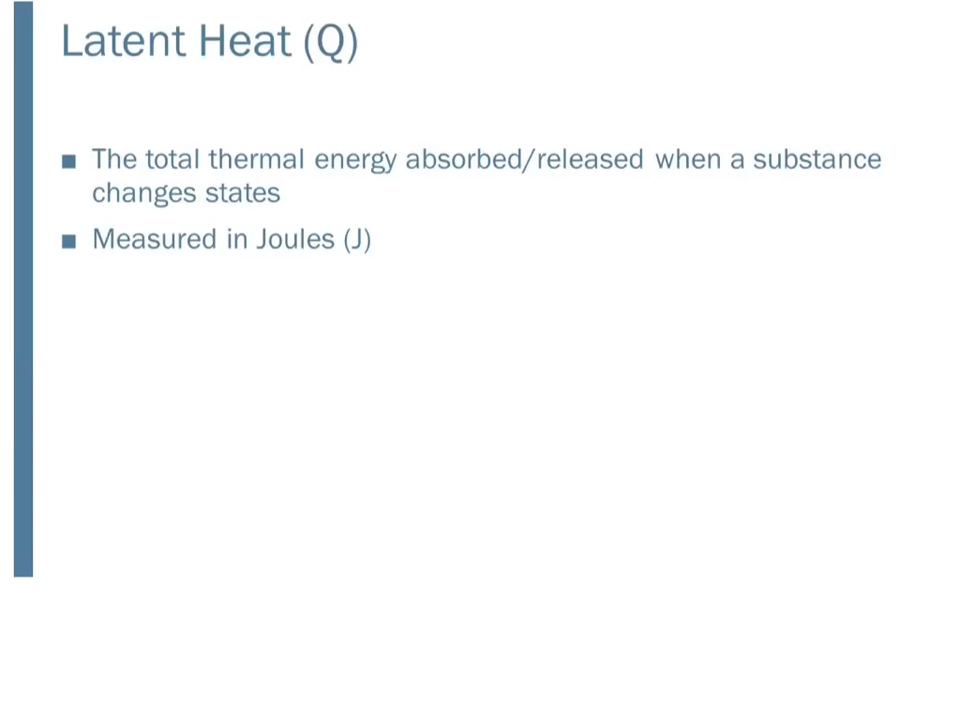 Latent Heat (Q)
■ The total thermal energy absorbed/released when a substance
changes states
■ Measured in Joules (J)